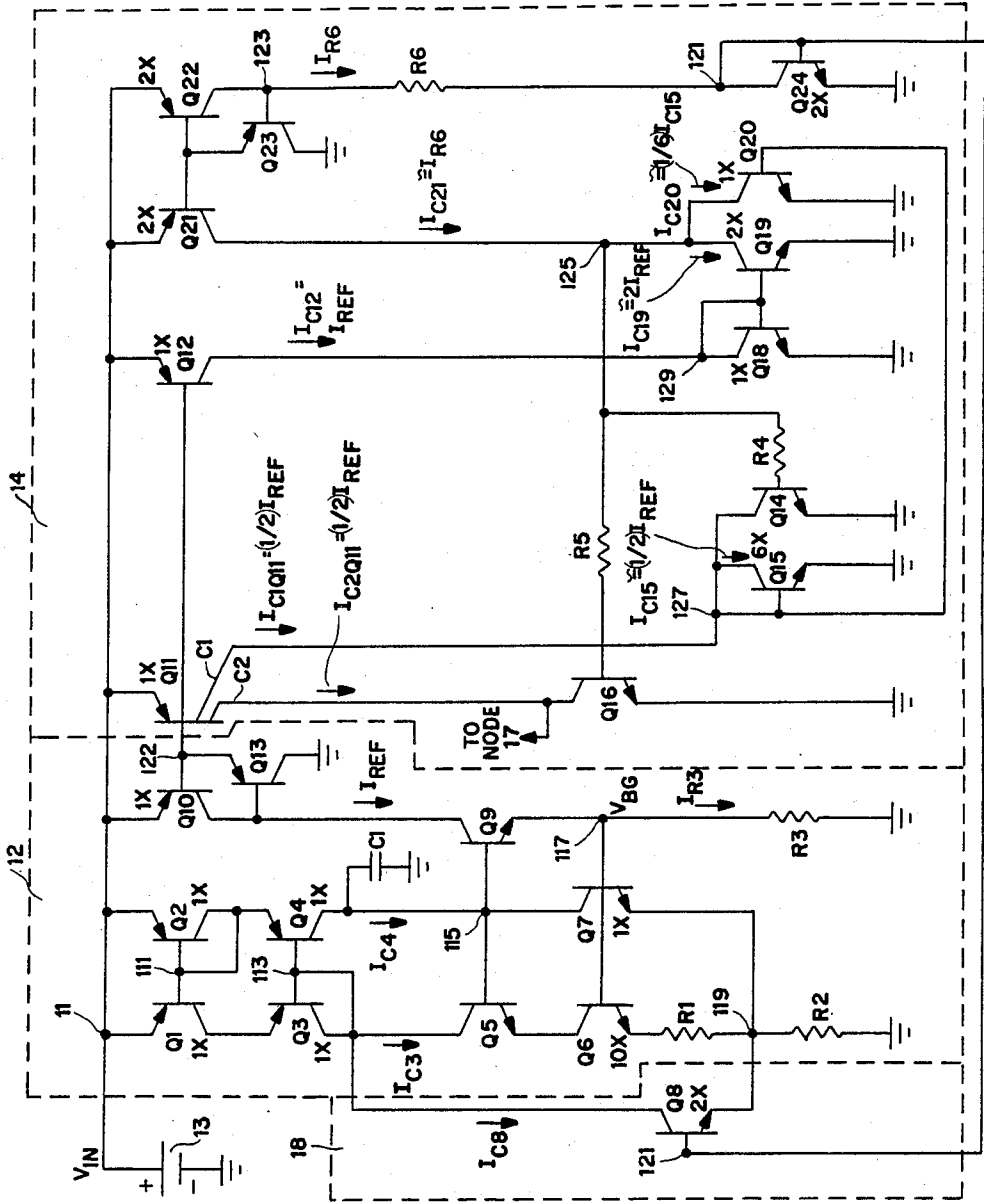 14
12
2X
Q22
123
I_R6
R6
121
Q24
2X
Q23
2X
Q21
I_C21≅I_R6
125
I_C20≅(1/6)I_C15
1X
Q20
2X
Q19
I_C19≅2I_REF
1X
Q12
I_C12=
I_REF
129
1X
Q18
R4
Q14
R5
I_C15≅(1/2)I_REF
6X
Q15
127
I_C1Q11=(1/2)I_REF
I_C2Q11=(1/2)I_REF
1X
Q11
C1
C2
TO
NODE
17
Q16
122
1X
Q10
Q13
I_REF
Q9
V_BG
117
I_R3
R3
Q2
1X
111
Q4
1X
113
C1
I_C4
115
Q7
1X
11
Q1
1X
Q3
1X
I_C3
Q5
Q6
10X
R1
119
R2
V_IN
+
-
13
18
I_C8
Q8
2X
121